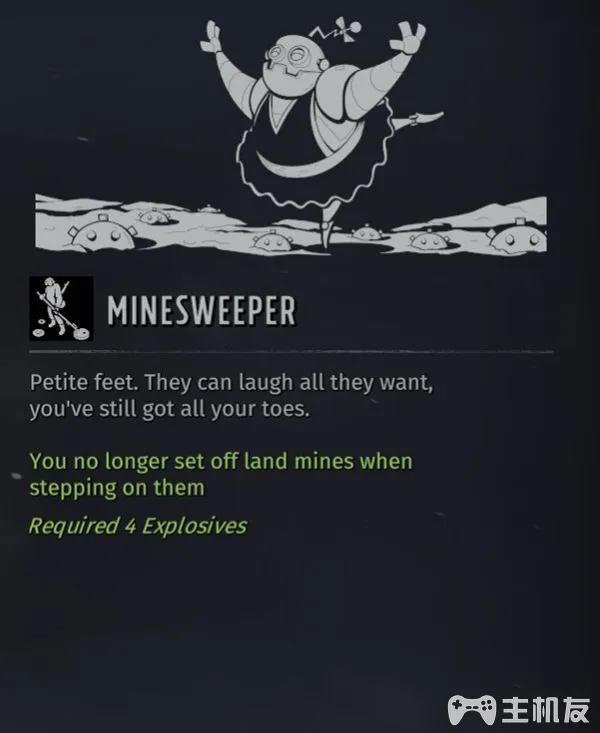 MINESWEEPER
Petite feet. They can laugh all they want,
you've still got all your toes.
You no longer set off land mines when
stepping on them
Required 4 Explosives
主机友